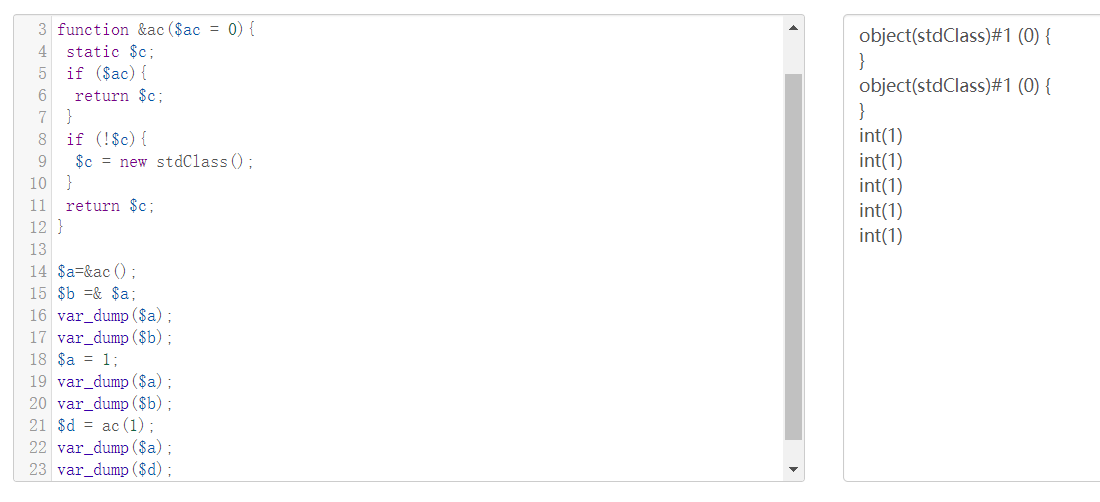 3 function &ac($ac = 0){
4 static $c;
5 if ($ac){
6 return $c;
7 }
8 if (!$c){
9 $c = new stdClass();
10 }
11 return $c;
12 }
13
14 $a=&ac();
15 $b =& $a;
16 var_dump($a);
17 var_dump($b);
18 $a = 1;
19 var_dump($a);
20 var_dump($b);
21 $d = ac(1);
22 var_dump($a);
23 var_dump($d);
object(stdClass)#1 (0) {
}
object(stdClass)#1 (0) {
}
int(1)
int(1)
int(1)
int(1)
int(1)